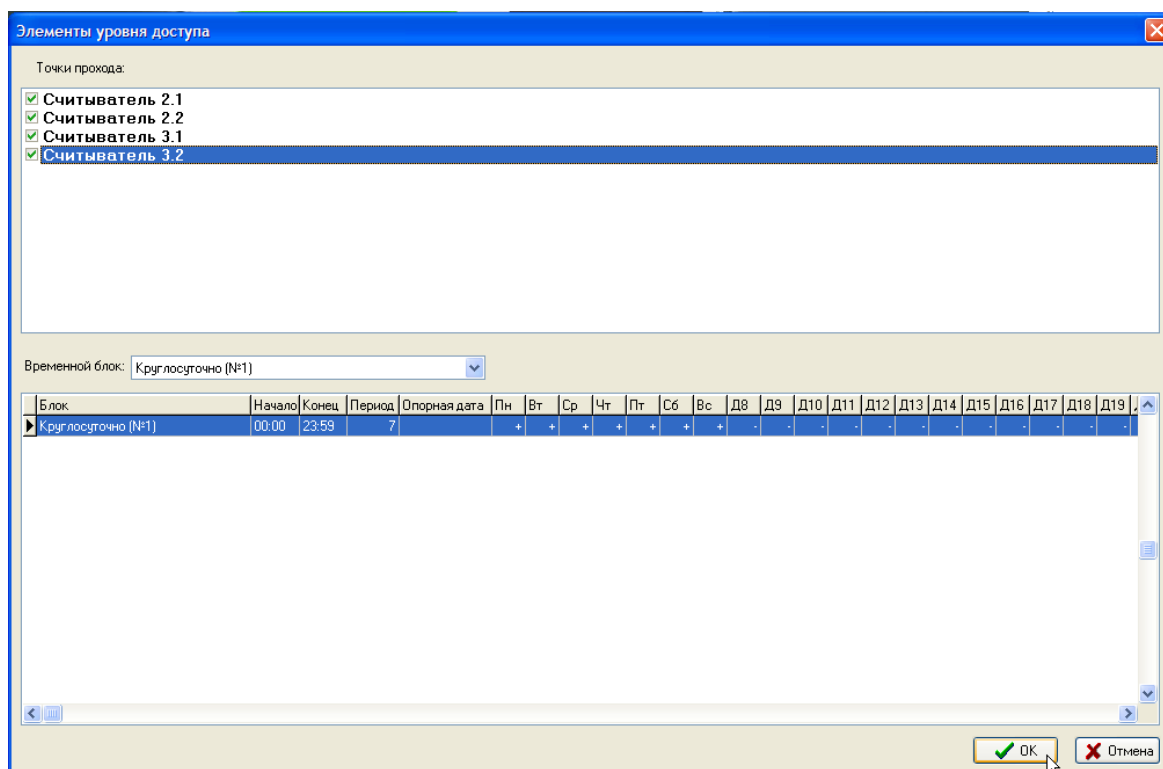 Элементы уровня доступа
Точки прохода:
Считыватель 2.1
Считыватель 2.2
Считыватель 3.1
Считыватель 3.2
Временной блок: Круглосуточно (№1)
Блок Начало Конец Период Опорная дата Пн Вт Ср Чт Пт Сб Вс Д8 Д9 Д10 Д11 Д12 Д13 Д14 Д15 Д16 Д17 Д18 Д19
Круглосуточно (№1) 00:00 23:59 7 + + + + + + + - - - - - - - - - - - -
OK Отмена